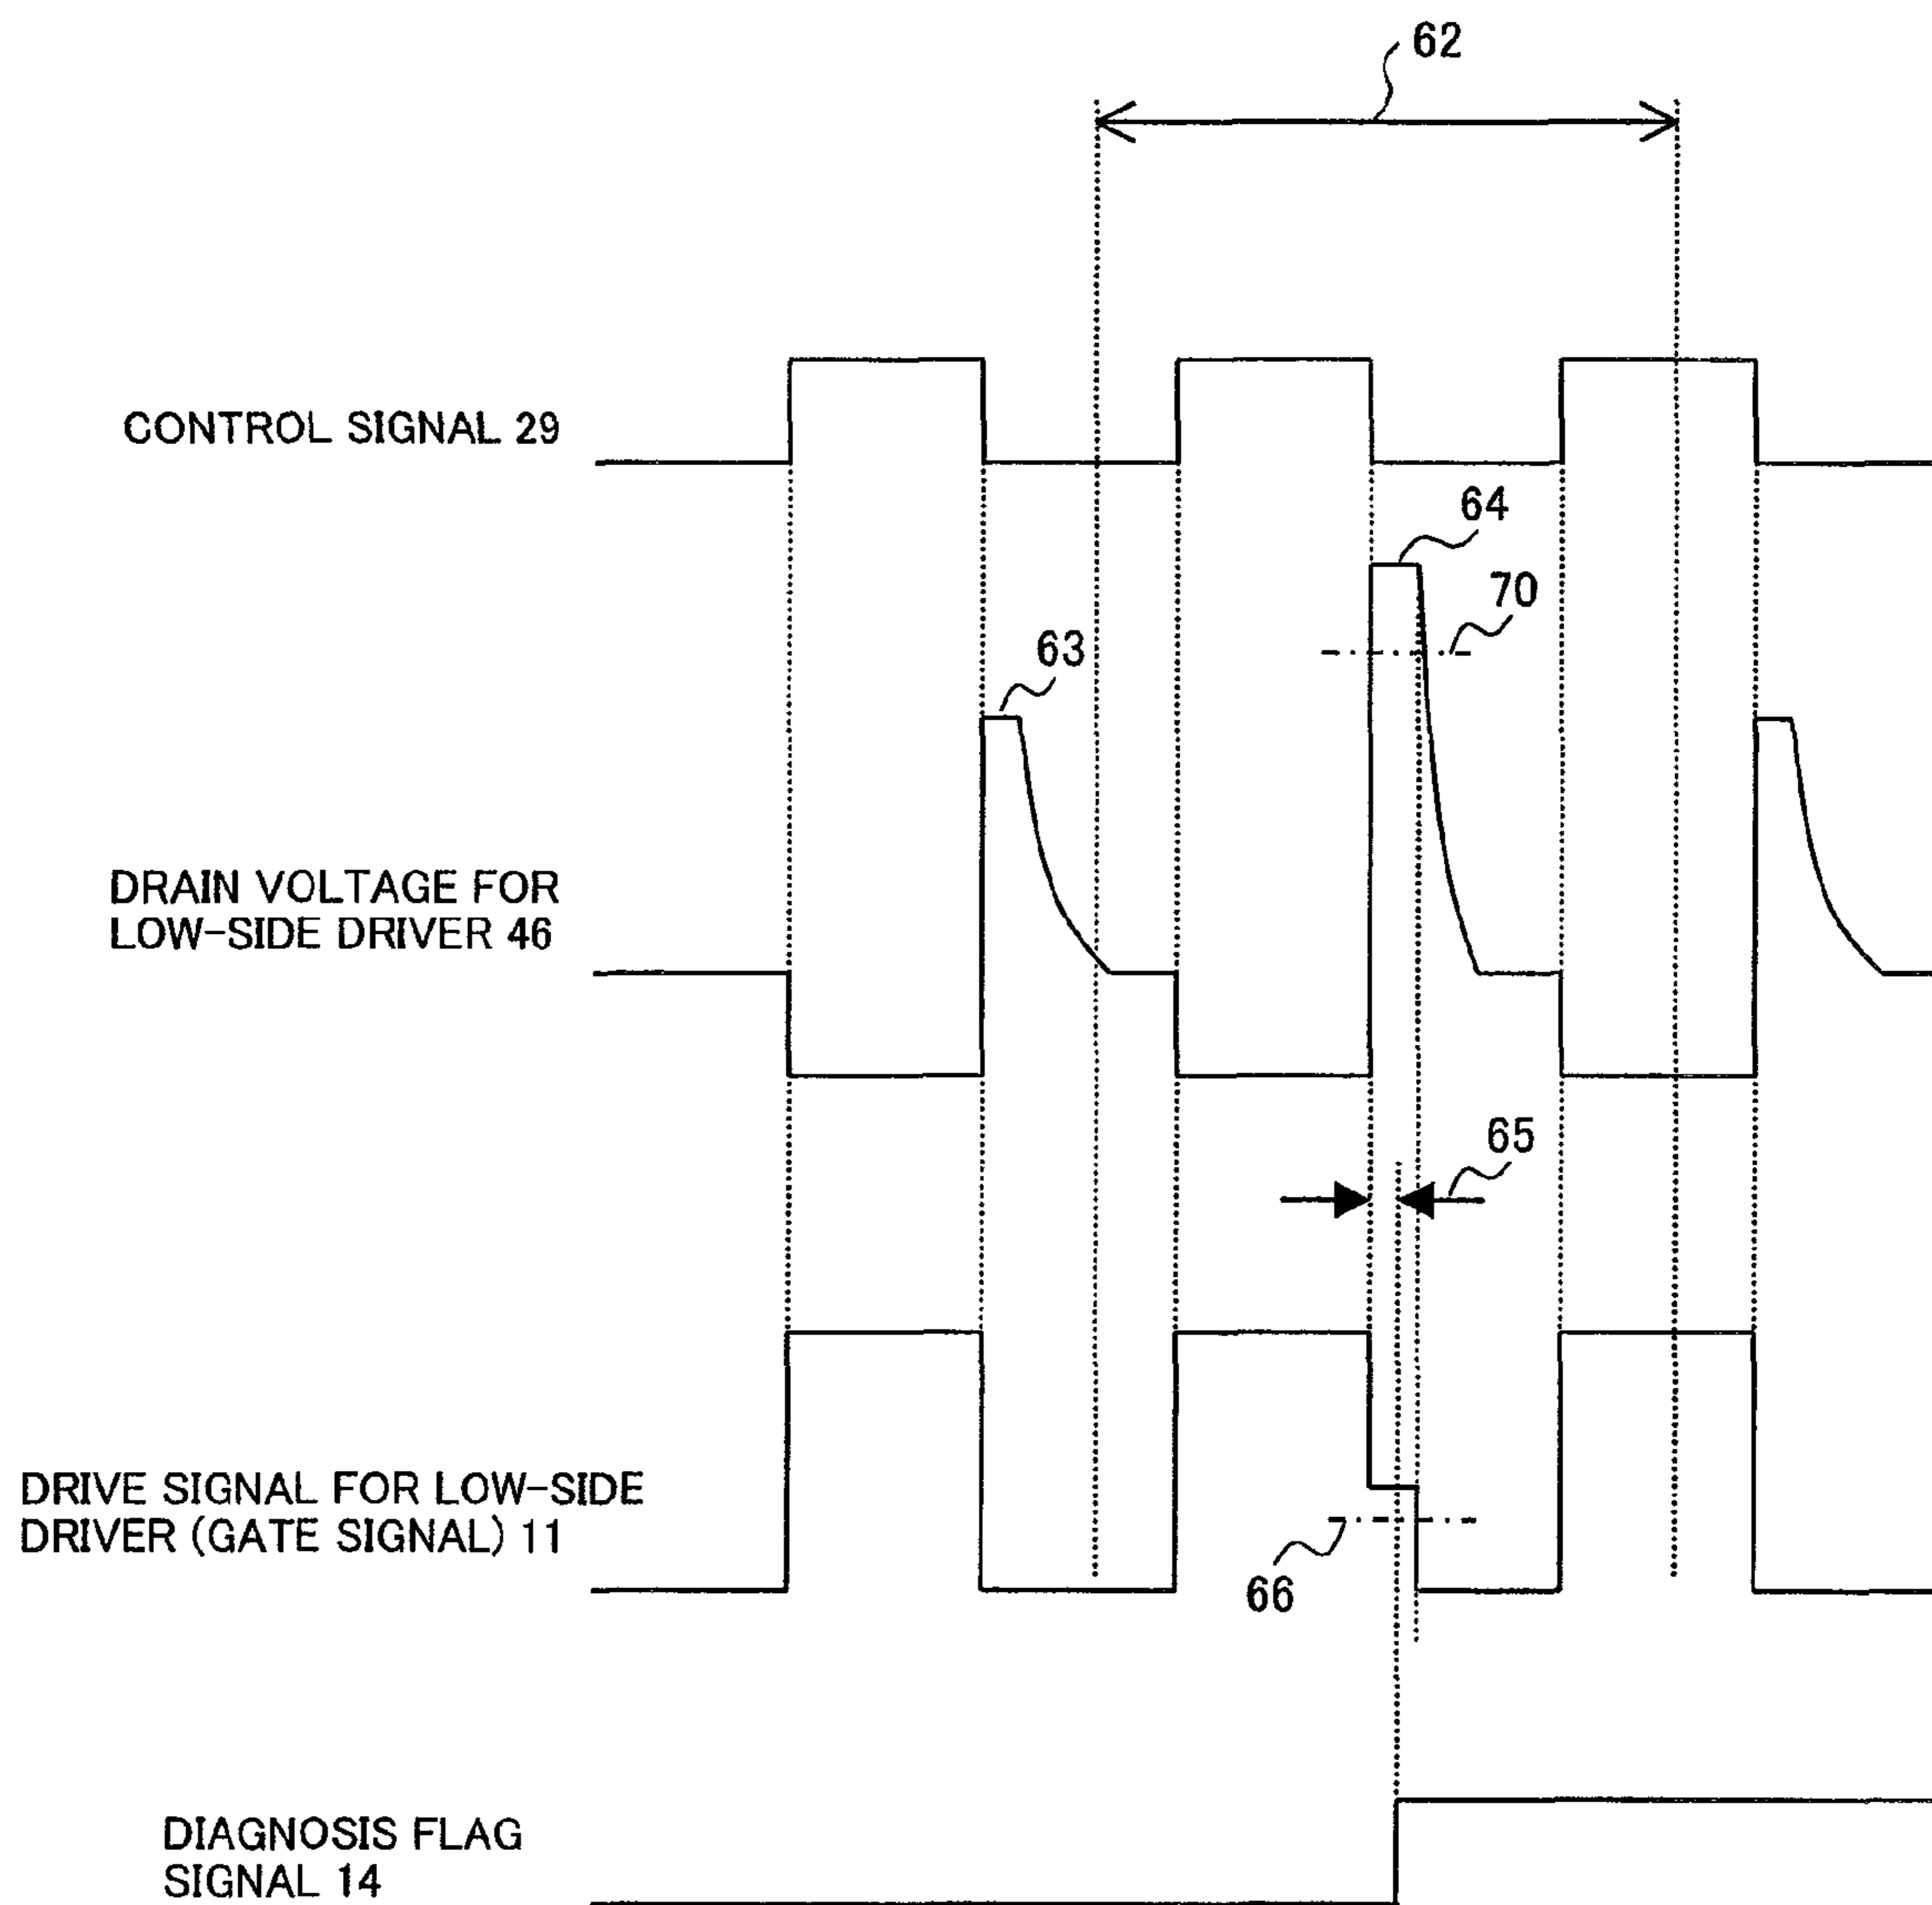 62
CONTROL SIGNAL 29
64
70
63
DRAIN VOLTAGE FOR
LOW-SIDE DRIVER 46
65
DRIVE SIGNAL FOR LOW-SIDE
DRIVER (GATE SIGNAL) 11
66
DIAGNOSIS FLAG
SIGNAL 14